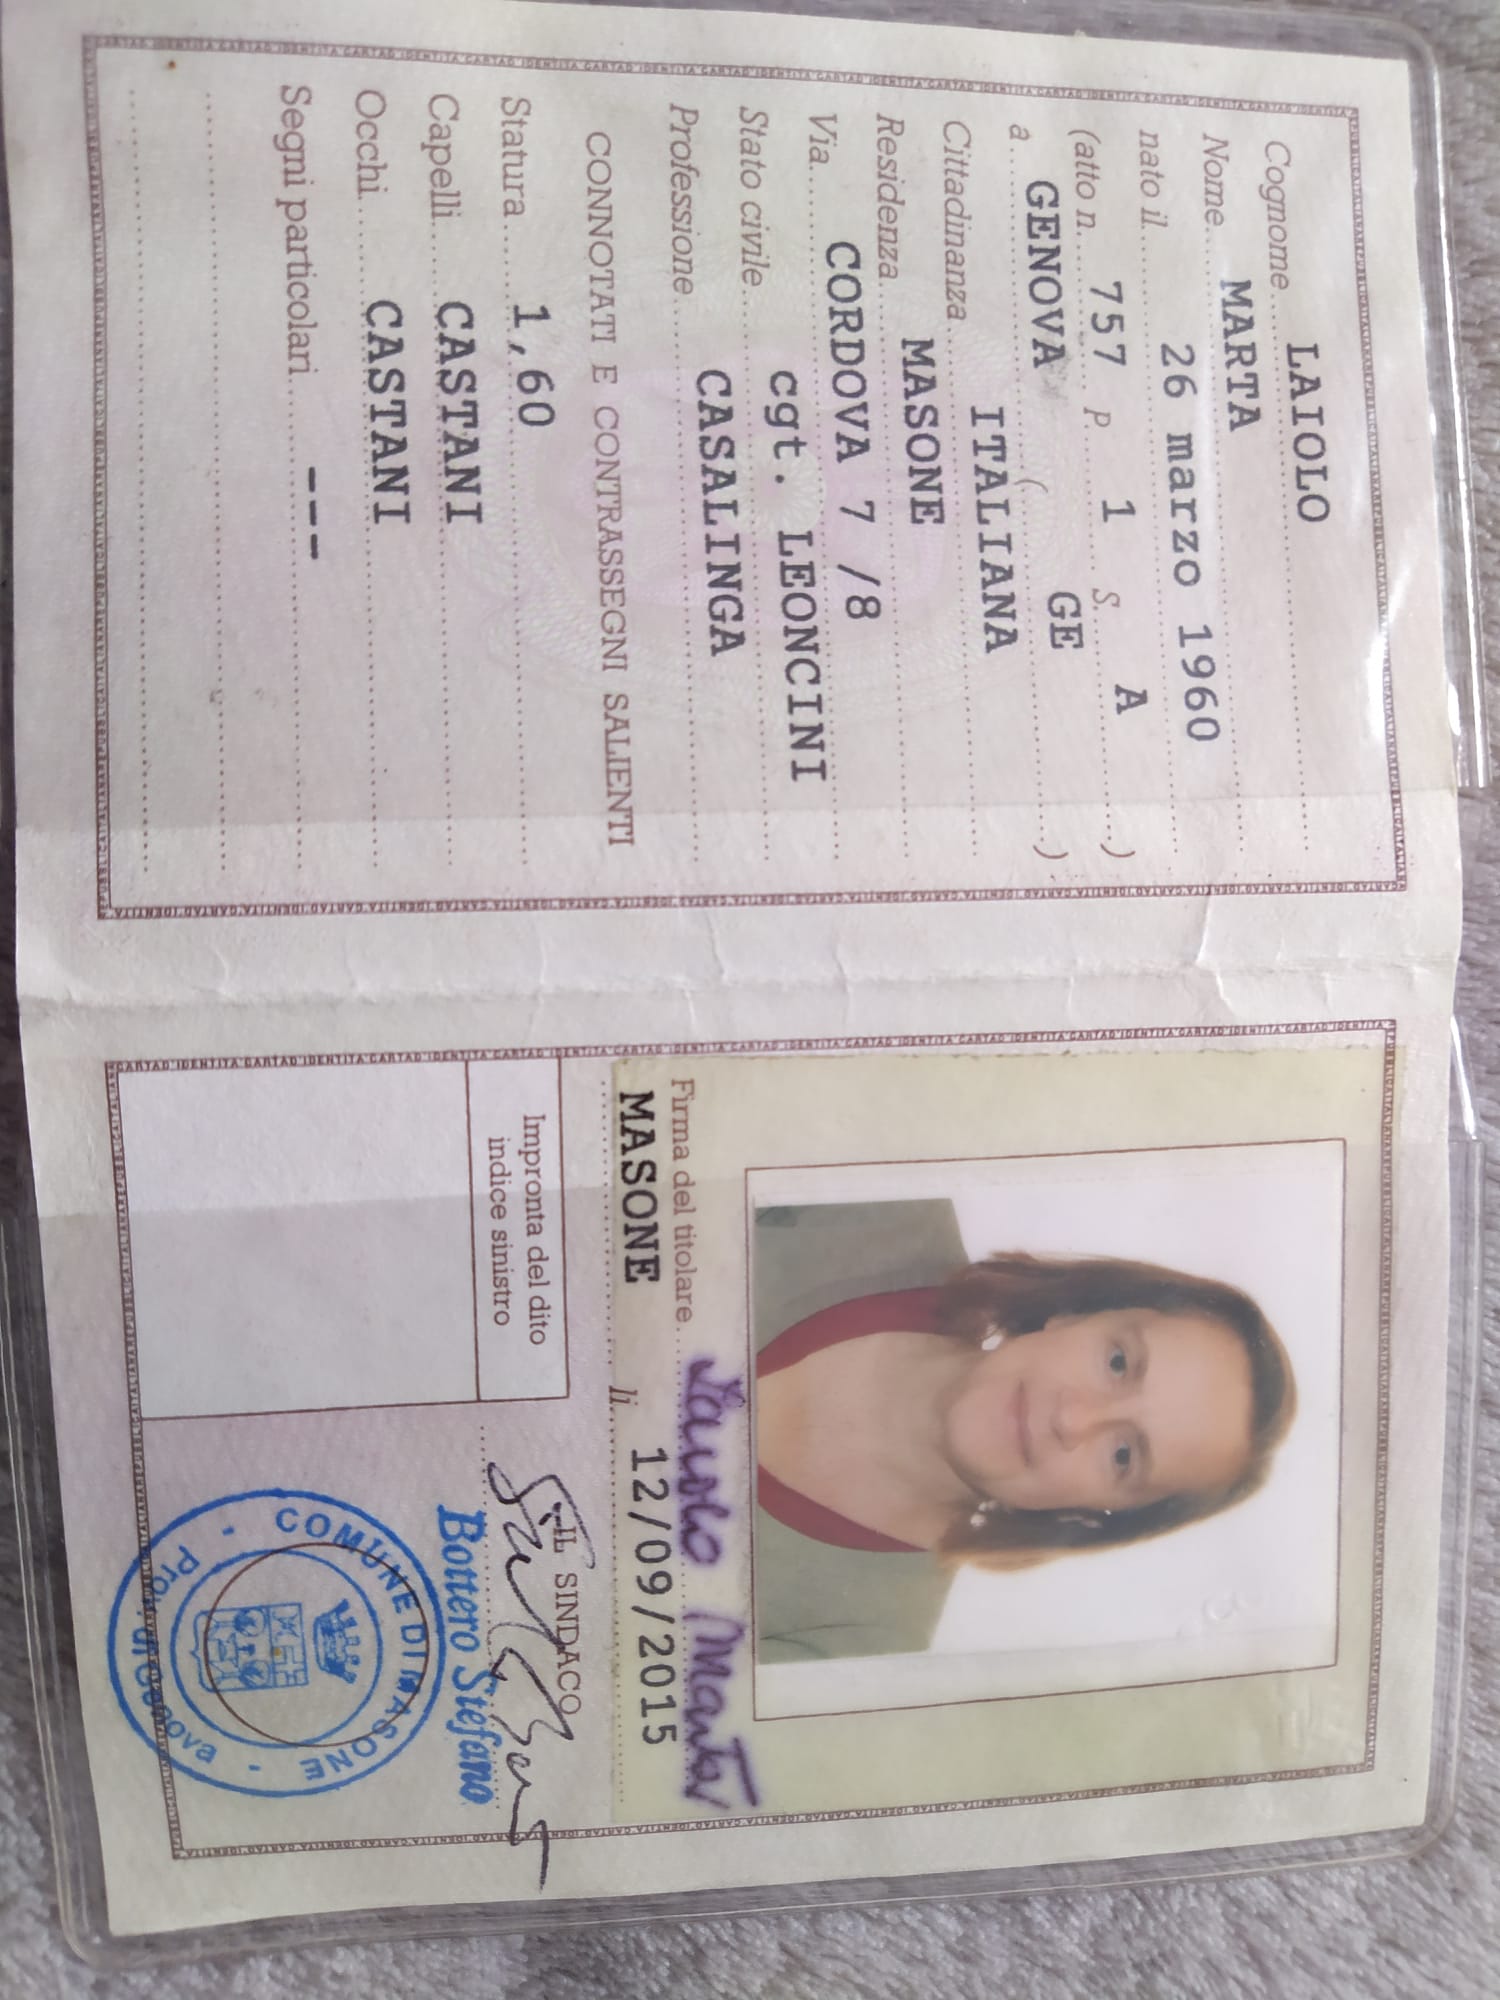 Cognome LAIOLO
Nome MARTA
nato il 26 marzo 1960
(atto n. 757 P 1 S. A )
a GENOVA ( GE )
Cittadinanza ITALIANA
Residenza MASONE
Via CORDOVA 7 /8
Stato civile cgt. LEONCINI
Professione CASALINGA
CONNOTATI E CONTRASSEGNI SALIENTI
Statura 1,60
Capelli CASTANI
Occhi CASTANI
Segni particolari ---
Firma del titolare Laiolo Marta
MASONE li 12/09/2015
Impronta del dito
indice sinistro
IL SINDACO
Bottero Stefano
COMUNE DI MASONE
Prov. di Genova